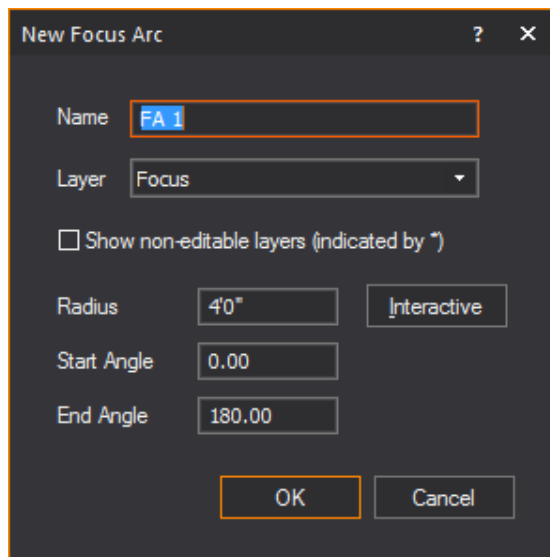 New Focus Arc ? ×
Name FA 1
Layer Focus
Show non-editable layers (indicated by *)
Radius 4'0" Interactive
Start Angle 0.00
End Angle 180.00
OK Cancel